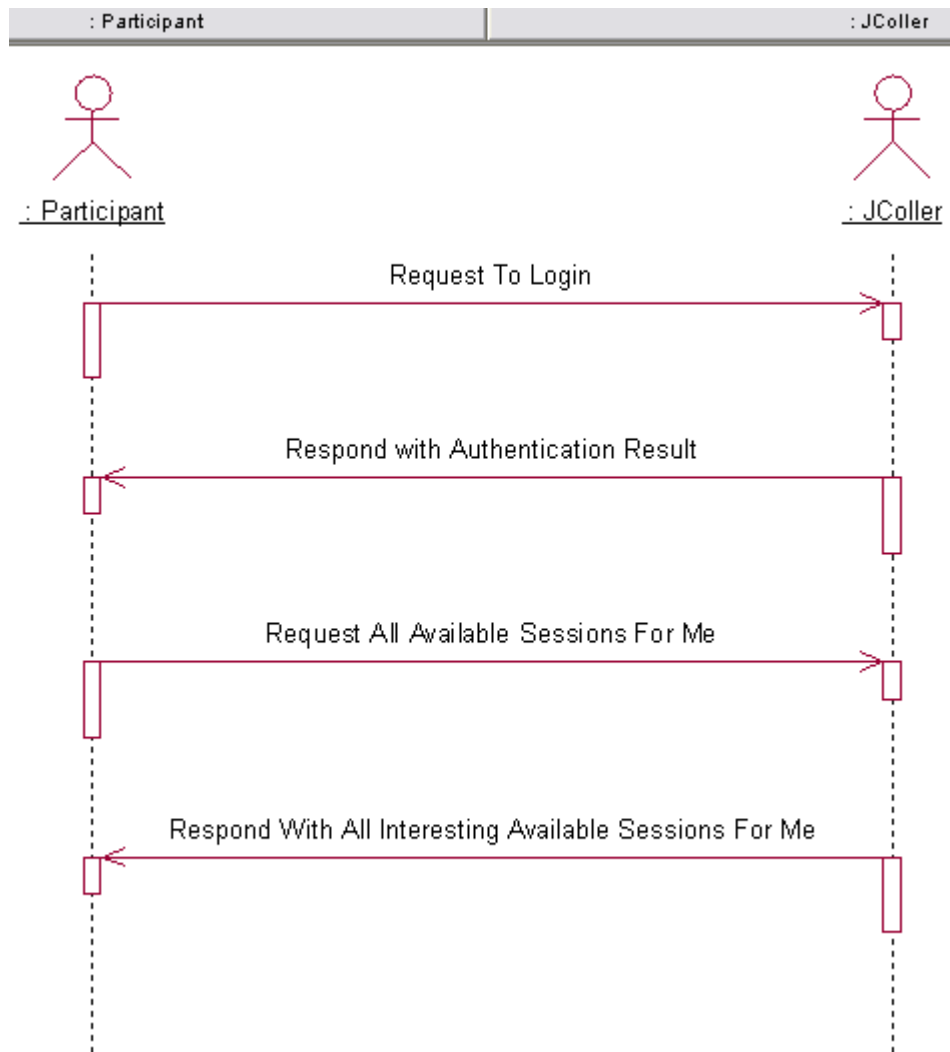 : Participant
: JColler
: Participant
: JColler
Request To Login
Respond with Authentication Result
Request All Available Sessions For Me
Respond With All Interesting Available Sessions For Me